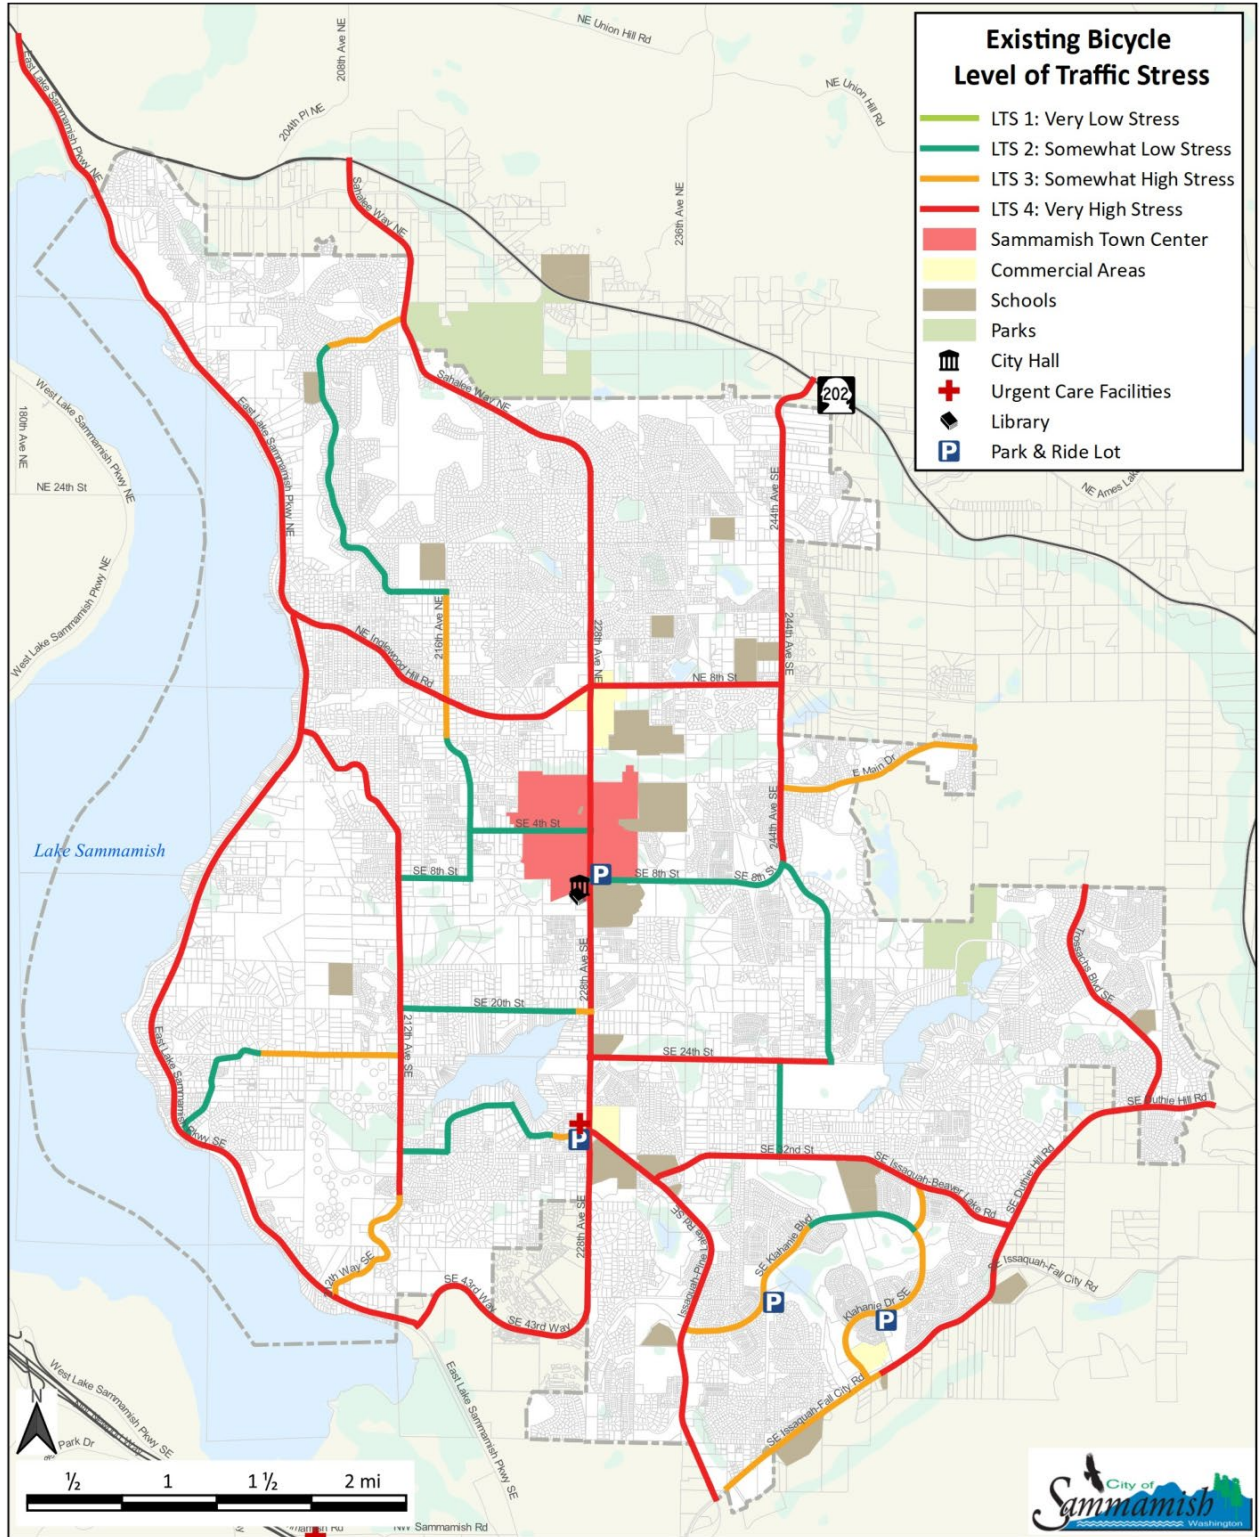 Existing Bicycle
Level of Traffic Stress
LTS 1: Very Low Stress
LTS 2: Somewhat Low Stress
LTS 3: Somewhat High Stress
LTS 4: Very High Stress
Sammamish Town Center
Commercial Areas
Schools
Parks
City Hall
Urgent Care Facilities
Library
P
Park & Ride Lot
NE Union Hill Rd
208th Ave NE
204th Pl NE
NE Union Hill Rd
East Lake Sammamish Pkwy NE
Sahalee Way NE
236th Ave NE
202
Sahalee Way NE
180th Ave NE
West Lake Sammamish Pkwy NE
East Lake Sammamish Pkwy NE
NE 24th St
244th Ave SE
NE Ames Lake
West Lake Sammamish Pkwy NE
216th Ave NE
228th Ave NE
244th Ave SE
NE Inglewood Hill Rd
NE 8th St
E Main Dr
244th Ave SE
SE 4th St
Lake Sammamish
SE 8th St
P
SE 8th St
SE 8th St
228th Ave SE
Trossachs Blvd SE
SE 20th St
212th Ave SE
East Lake Sammamish Pkwy SE
SE 24th St
SE Duthie Hill Rd
P
SE 32nd St
SE Issaquah-Beaver Lake Rd
SE Duthie Hill Rd
228th Ave SE
Issaquah-Pine Lake Rd SE
SE Klahanie Blvd
SE Issaquah-Fall City Rd
Way SE
SE 43rd Way
SE 43rd Way
P
Klahanie Dr SE
P
SE Issaquah-Fall City Rd
West Lake Sammamish Pkwy SE
East Lake Sammamish Pkwy SE
N
Park Dr
½ 1 1 ½ 2 mi
NW Sammamish Rd
City of
Sammamish
Washington